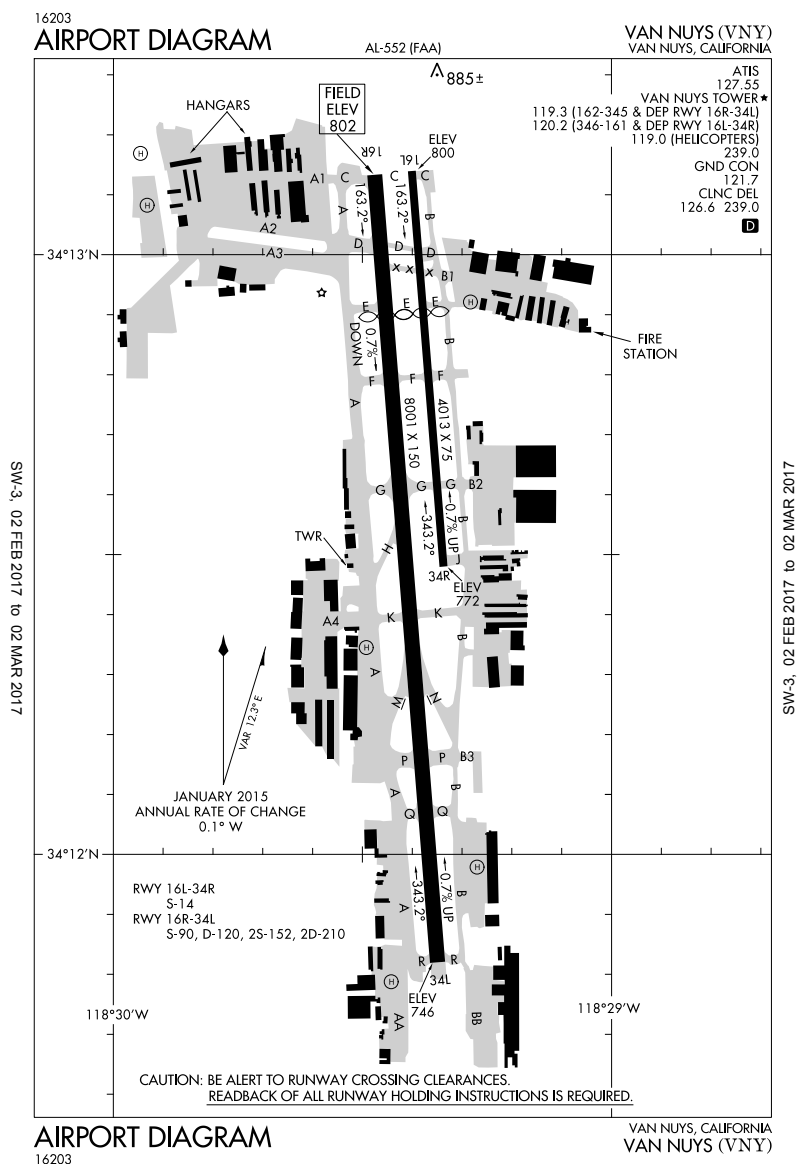 16203
AIRPORT DIAGRAM
AL-552 (FAA)
VAN NUYS (VNY)
VAN NUYS, CALIFORNIA
885±
ATIS
127.55
VAN NUYS TOWER★
119.3 (162-345 & DEP RWY 16R-34L)
120.2 (346-161 & DEP RWY 16L-34R)
119.0 (HELICOPTERS)
239.0
GND CON
121.7
CLNC DEL
126.6 239.0
D
HANGARS
FIELD
ELEV
802
16R
16L
ELEV
800
H
H
A1
C
C
C
163.2°
163.2°
A
B
A2
A3
D
D
D
34°13'N
X X X
B1
E
E
E
H
0.7%
DOWN
B
FIRE
STATION
F
F
F
A
8001 X 150
4013 X 75
G
G
G
B2
343.2°
0.7% UP
B
H
J
TWR
34R
ELEV
772
A4
K
K
B
H
A
M
N
VAR 12.3° E
P
P
B3
A
B
JANUARY 2015
ANNUAL RATE OF CHANGE
0.1° W
Q
Q
34°12'N
H
RWY 16L-34R
S-14
RWY 16R-34L
S-90, D-120, 2S-152, 2D-210
343.2°
0.7% UP
A
B
R
R
34L
H
ELEV
746
118°30'W
118°29'W
AA
BB
CAUTION: BE ALERT TO RUNWAY CROSSING CLEARANCES.
READBACK OF ALL RUNWAY HOLDING INSTRUCTIONS IS REQUIRED.
SW-3, 02 FEB 2017 to 02 MAR 2017
SW-3, 02 FEB 2017 to 02 MAR 2017
AIRPORT DIAGRAM
16203
VAN NUYS, CALIFORNIA
VAN NUYS (VNY)